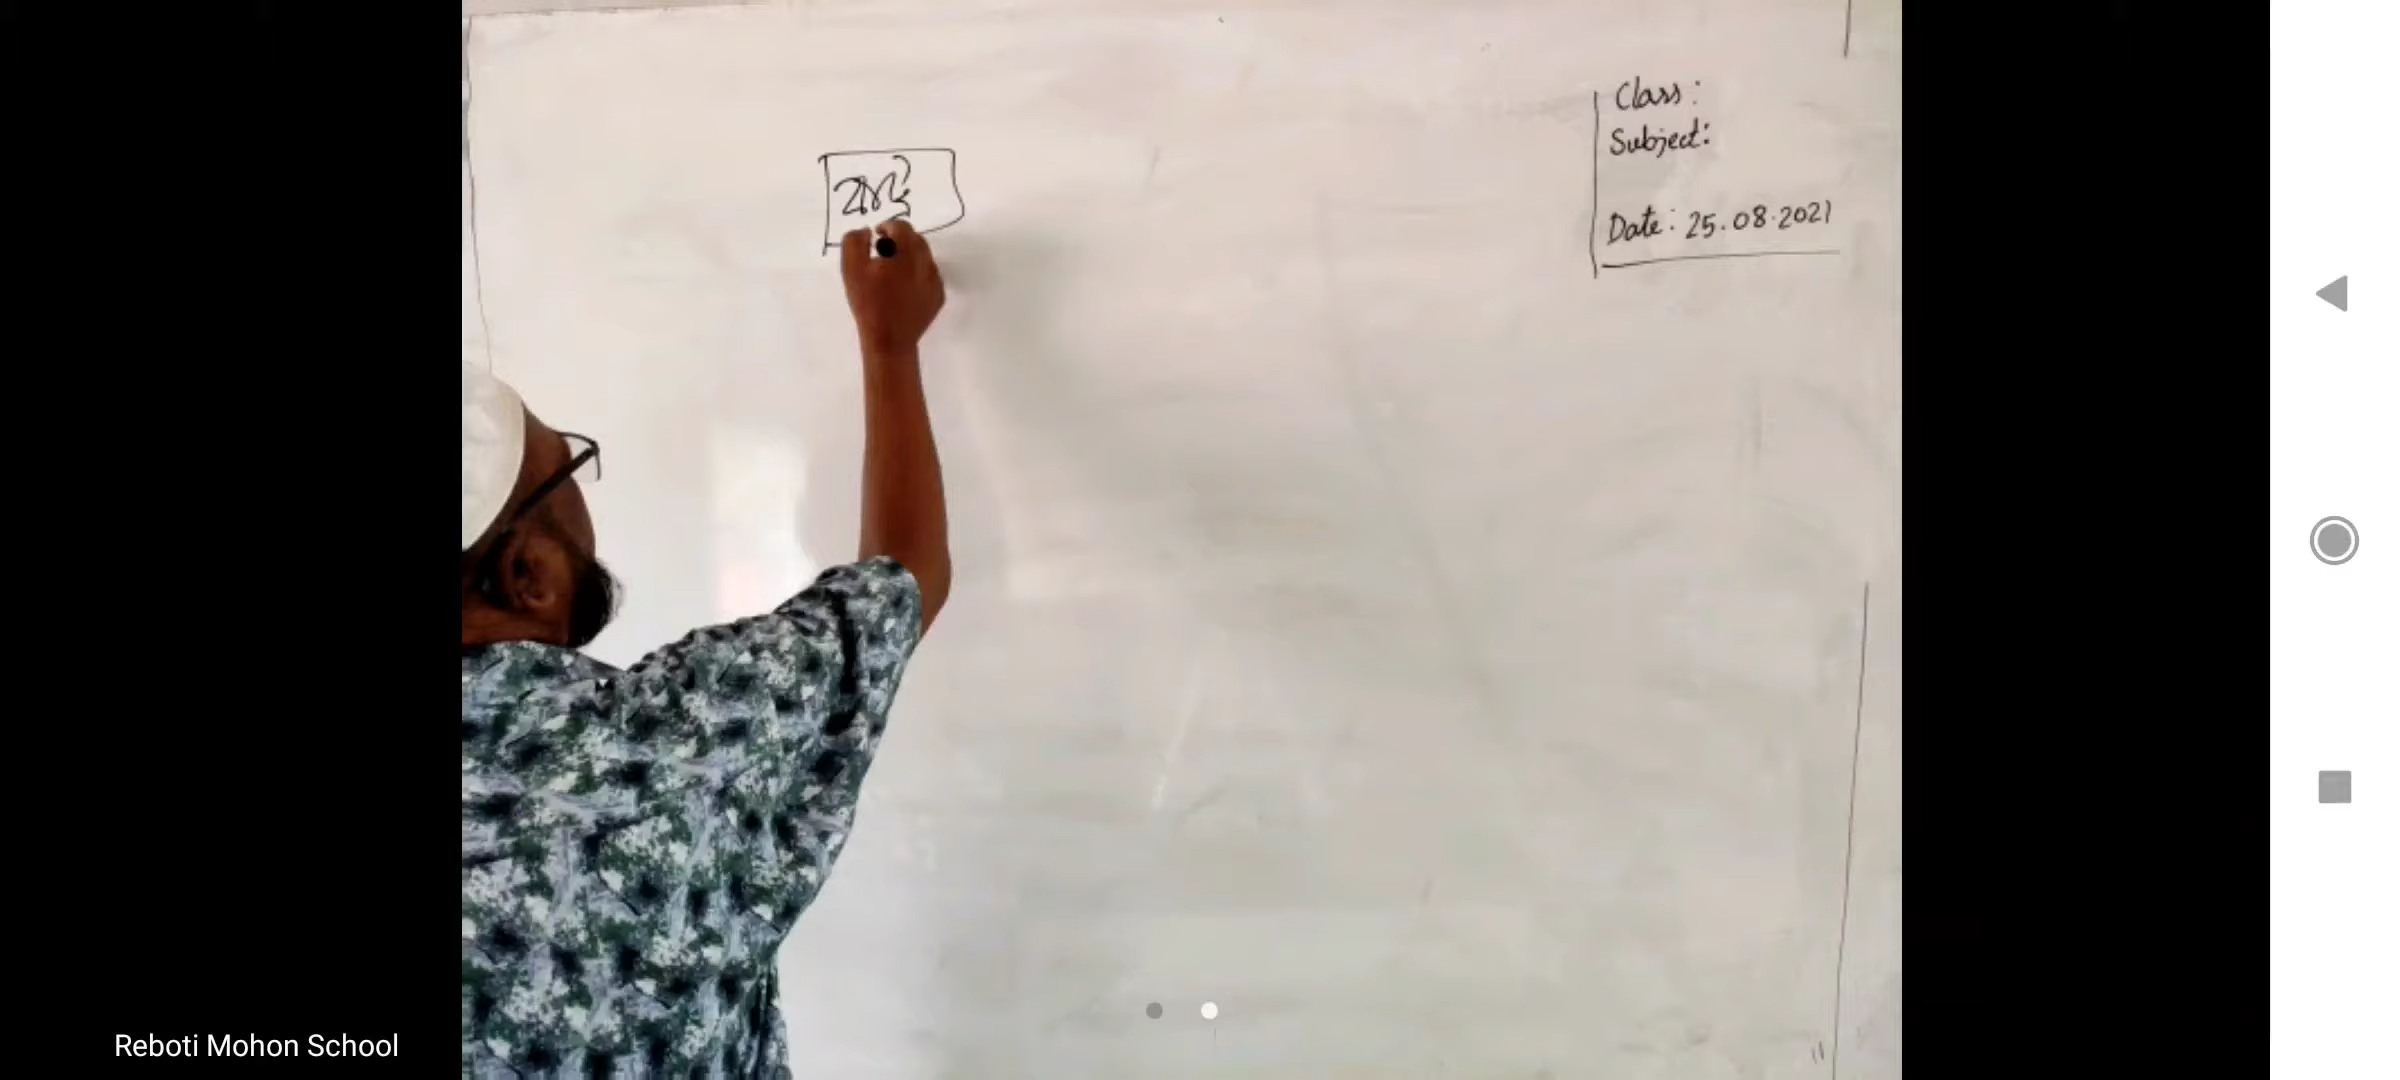 Class :
Subject:
Date: 25.08.2021
Reboti Mohon School